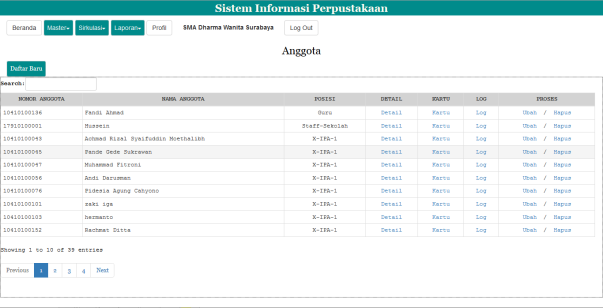 Sistem Informasi Perpustakaan
Beranda Master Sirkulasi Laporan Profil SMA Dharma Wanita Surabaya Log Out
Anggota
Daftar Baru
Search:
NOMOR ANGGOTA NAMA ANGGOTA POSISI DETAIL KARTU LOG PROSES
10410100136 Fandi Ahmad Guru Detail Kartu Log Ubah / Hapus
17910100001 Hussein Staff-Sekolah Detail Kartu Log Ubah / Hapus
10410100043 Achmad Rizal Syaifuddin Moethalibn X-IPA-1 Detail Kartu Log Ubah / Hapus
10410100045 Pande Gede Sukrawan X-IPA-1 Detail Kartu Log Ubah / Hapus
10410100047 Muhammad Fitroni X-IPA-1 Detail Kartu Log Ubah / Hapus
10410100056 Andi Darusman X-IPA-1 Detail Kartu Log Ubah / Hapus
10410100076 Fidesia Agung Cahyono X-IPA-1 Detail Kartu Log Ubah / Hapus
10410100101 zaki iga X-IPA-1 Detail Kartu Log Ubah / Hapus
10410100103 hermanto X-IPA-1 Detail Kartu Log Ubah / Hapus
10410100152 Rachmat Ditta X-IPA-1 Detail Kartu Log Ubah / Hapus
Showing 1 to 10 of 39 entries
Previous 1 2 3 4 Next